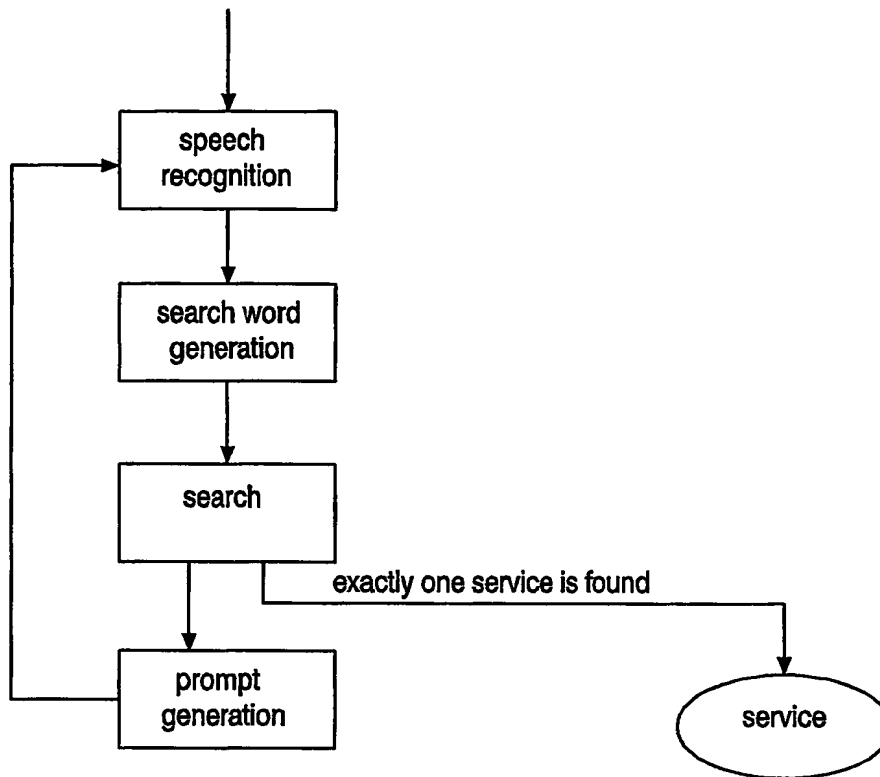 speech
recognition
search word
generation
search
exactly one service is found
prompt
generation
service